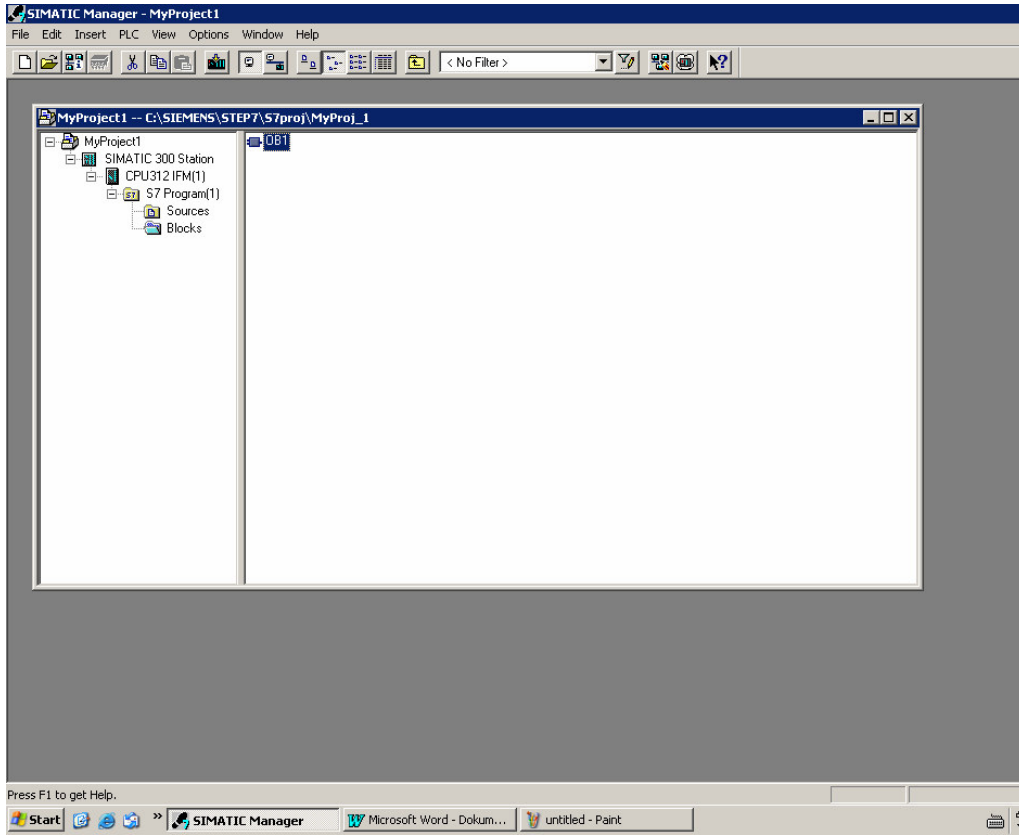 SIMATIC Manager - MyProject1
File Edit Insert PLC View Options Window Help
< No Filter >
MyProject1 -- C:\SIEMENS\STEP7\S7proj\MyProj_1
MyProject1
SIMATIC 300 Station
CPU312 IFM(1)
S7 Program(1)
Sources
Blocks
OB1
Press F1 to get Help.
Start
SIMATIC Manager
Microsoft Word - Dokum...
untitled - Paint